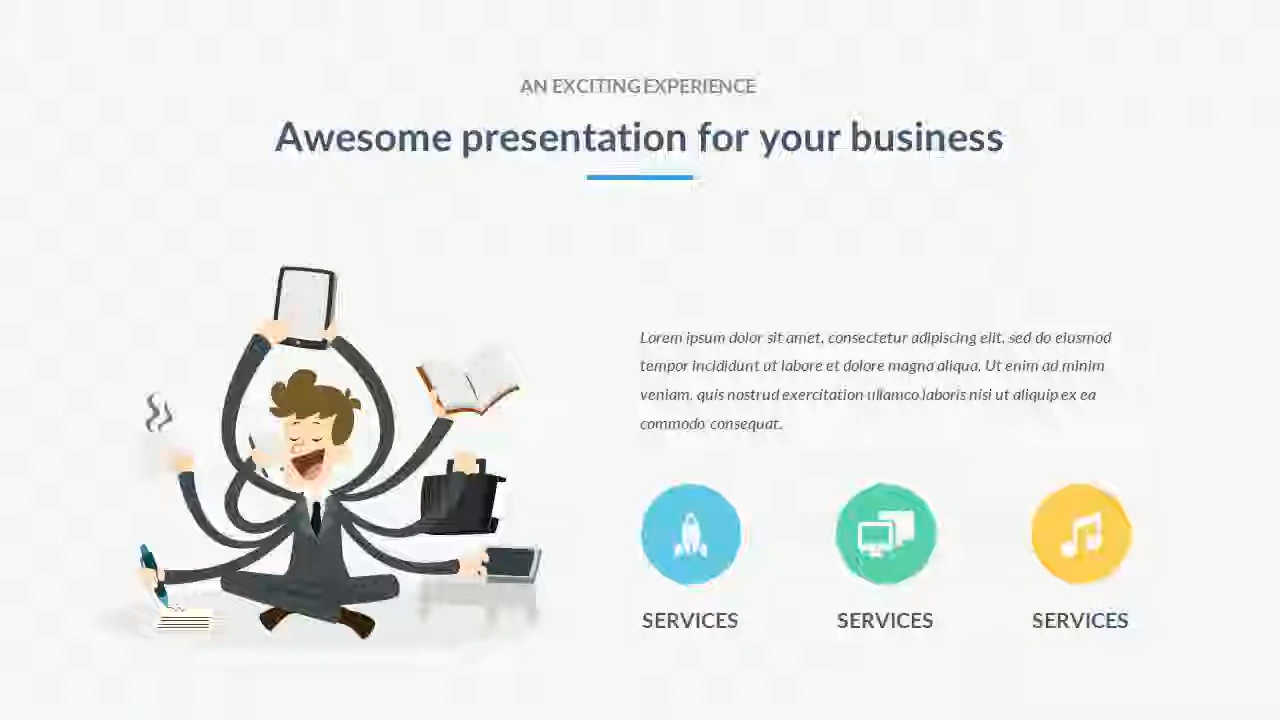 AN EXCITING EXPERIENCE
Awesome presentation for your business
Lorem ipsum dolor sit amet, consectetur adipiscing elit, sed do eiusmod
tempor incididunt ut labore et dolore magna aliqua. Ut enim ad minim
veniam, quis nostrud exercitation ullamco laboris nisi ut aliquip ex ea
commodo consequat.
SERVICES SERVICES SERVICES